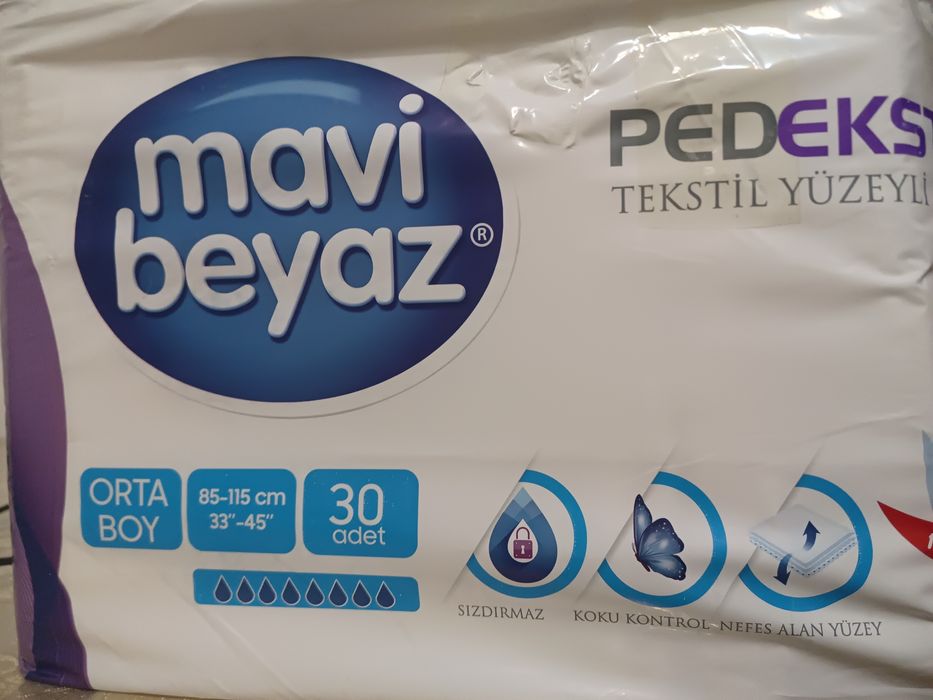 mavi
beyaz®
PEDEKS
TEKSTİL YÜZEYLİ
ORTA
BOY
85-115 cm
33"-45"
30
adet
SIZDIRMAZ
KOKU KONTROL
NEFES ALAN YÜZEY